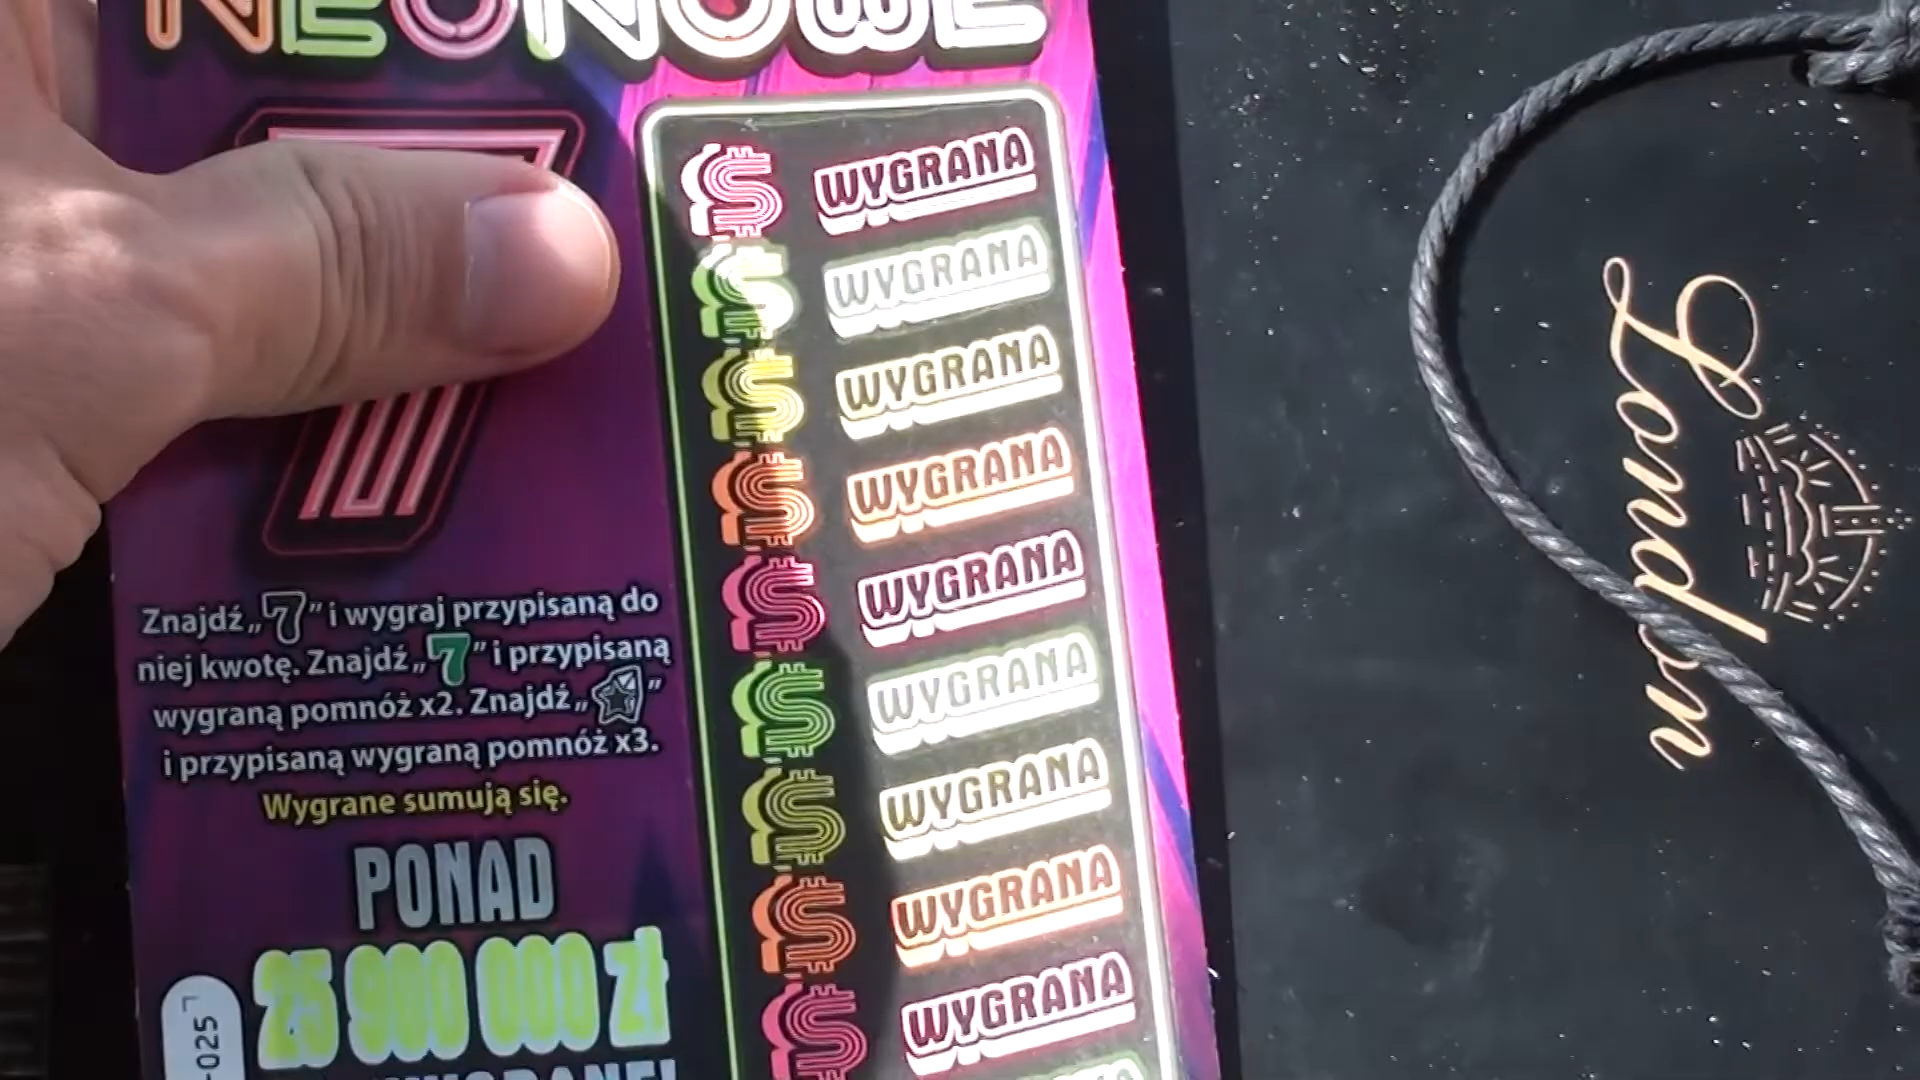 NEONOWE
7
Znajdź „7” i wygraj przypisaną do
niej kwotę. Znajdź „7” i przypisaną
wygraną pomnóż x2. Znajdź „
”
i przypisaną wygraną pomnóż x3.
Wygrane sumują się.
PONAD
25 900 000 zł
-025
$ WYGRANA
$ WYGRANA
$ WYGRANA
$ WYGRANA
$ WYGRANA
$ WYGRANA
$ WYGRANA
$ WYGRANA
$ WYGRANA
London